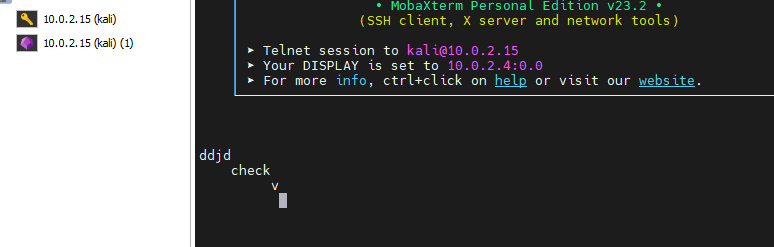 10.0.2.15 (kali)
10.0.2.15 (kali) (1)
• MobaXterm Personal Edition v23.2 •
(SSH client, X server and network tools)
➤ Telnet session to kali@10.0.2.15
➤ Your DISPLAY is set to 10.0.2.4:0.0
➤ For more info, ctrl+click on help or visit our website.
ddjd
check
v